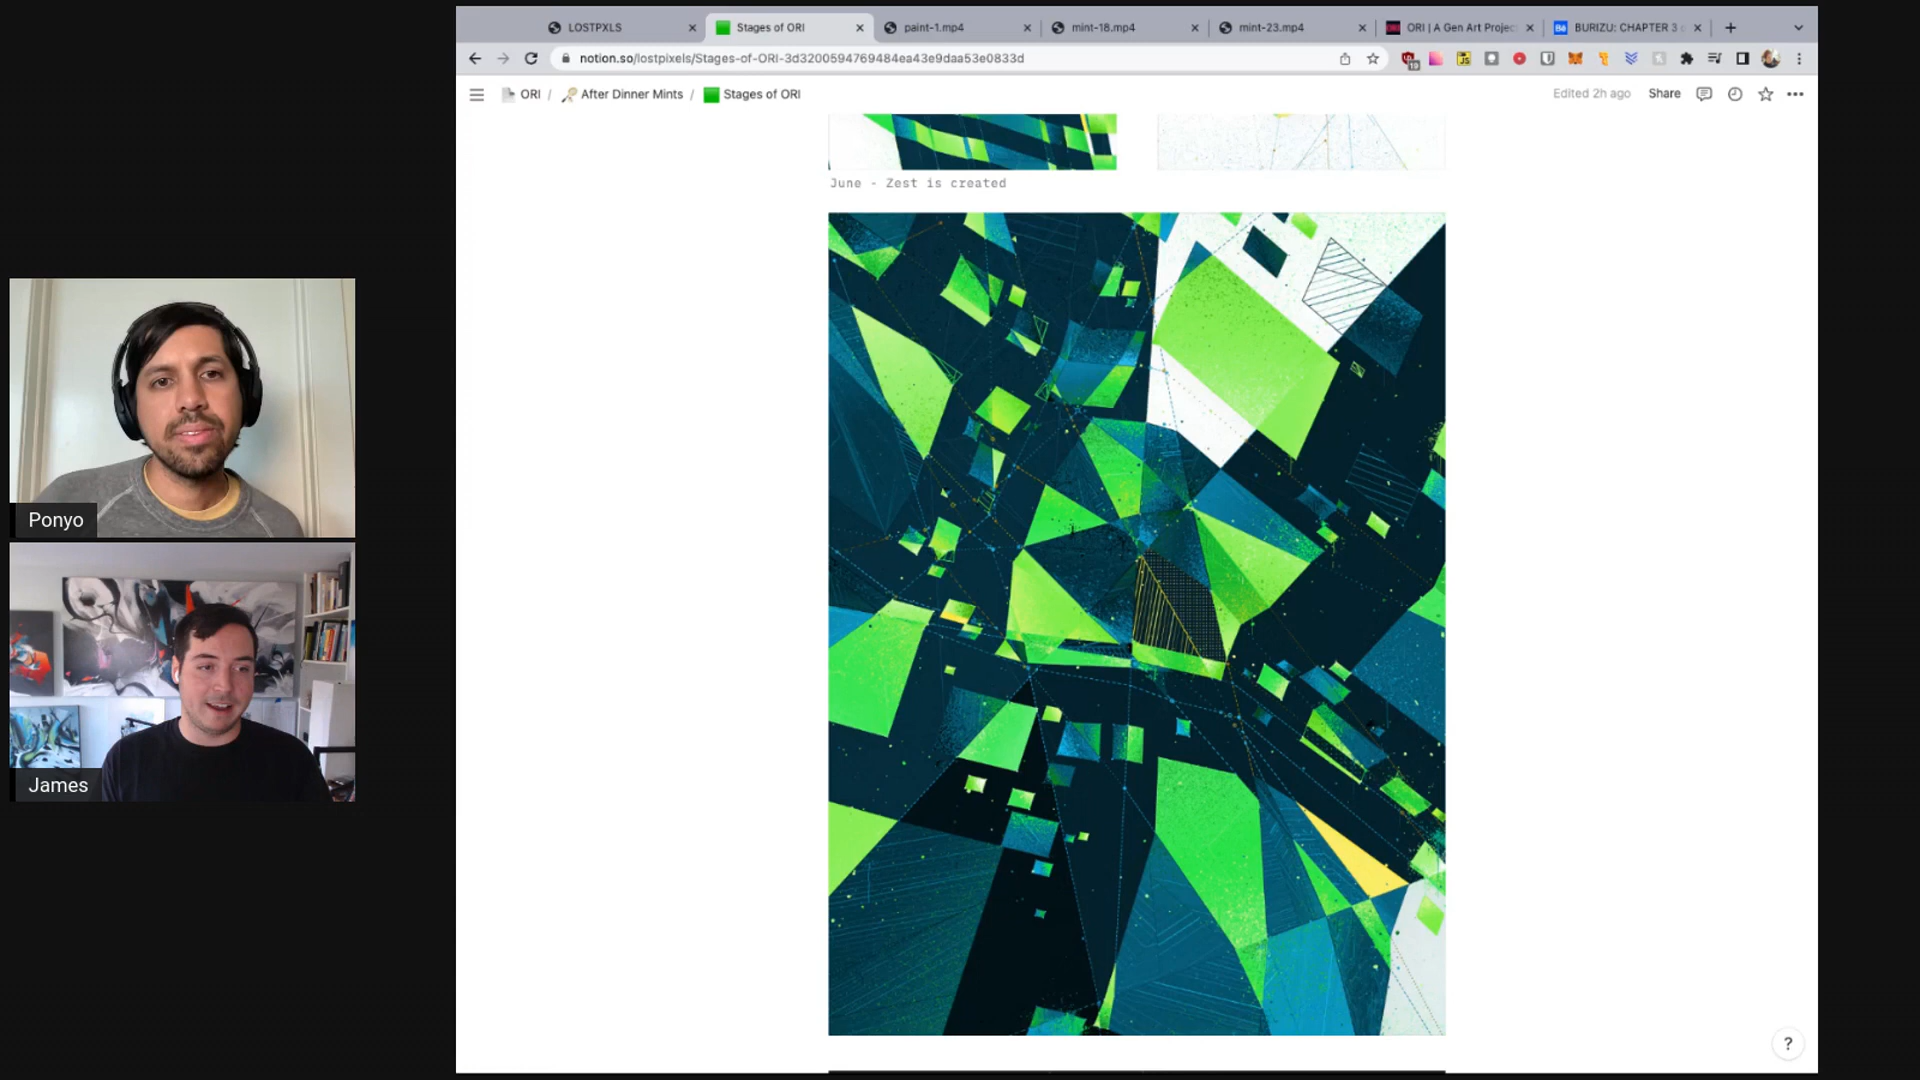 LOSTPXLS
Stages of ORI
paint-1.mp4
mint-18.mp4
mint-23.mp4
ORI | A Gen Art Projec
BURIZU: CHAPTER 3
notion.so/lostpixels/Stages-of-ORI-3d3200594769484ea43e9daa53e0833d
ORI / After Dinner Mints / Stages of ORI
Edited 2h ago
Share
June - Zest is created
Ponyo
James
?